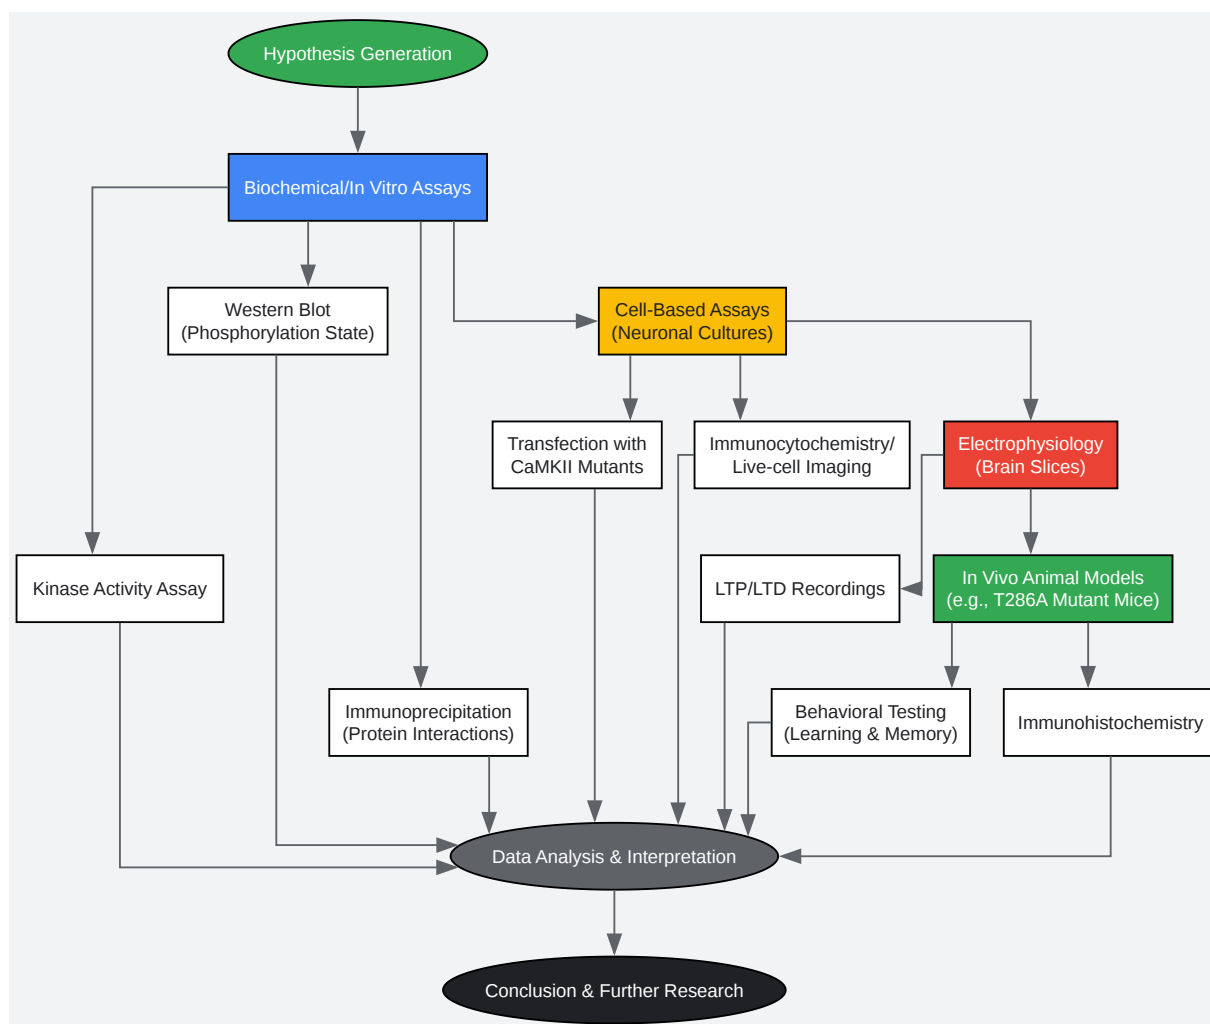 Hypothesis Generation
Biochemical/In Vitro Assays
Western Blot
(Phosphorylation State)
Cell-Based Assays
(Neuronal Cultures)
Transfection with
CaMKII Mutants
Immunocytochemistry/
Live-cell Imaging
Electrophysiology
(Brain Slices)
Kinase Activity Assay
LTP/LTD Recordings
In Vivo Animal Models
(e.g., T286A Mutant Mice)
Immunoprecipitation
(Protein Interactions)
Behavioral Testing
(Learning & Memory)
Immunohistochemistry
Data Analysis & Interpretation
Conclusion & Further Research